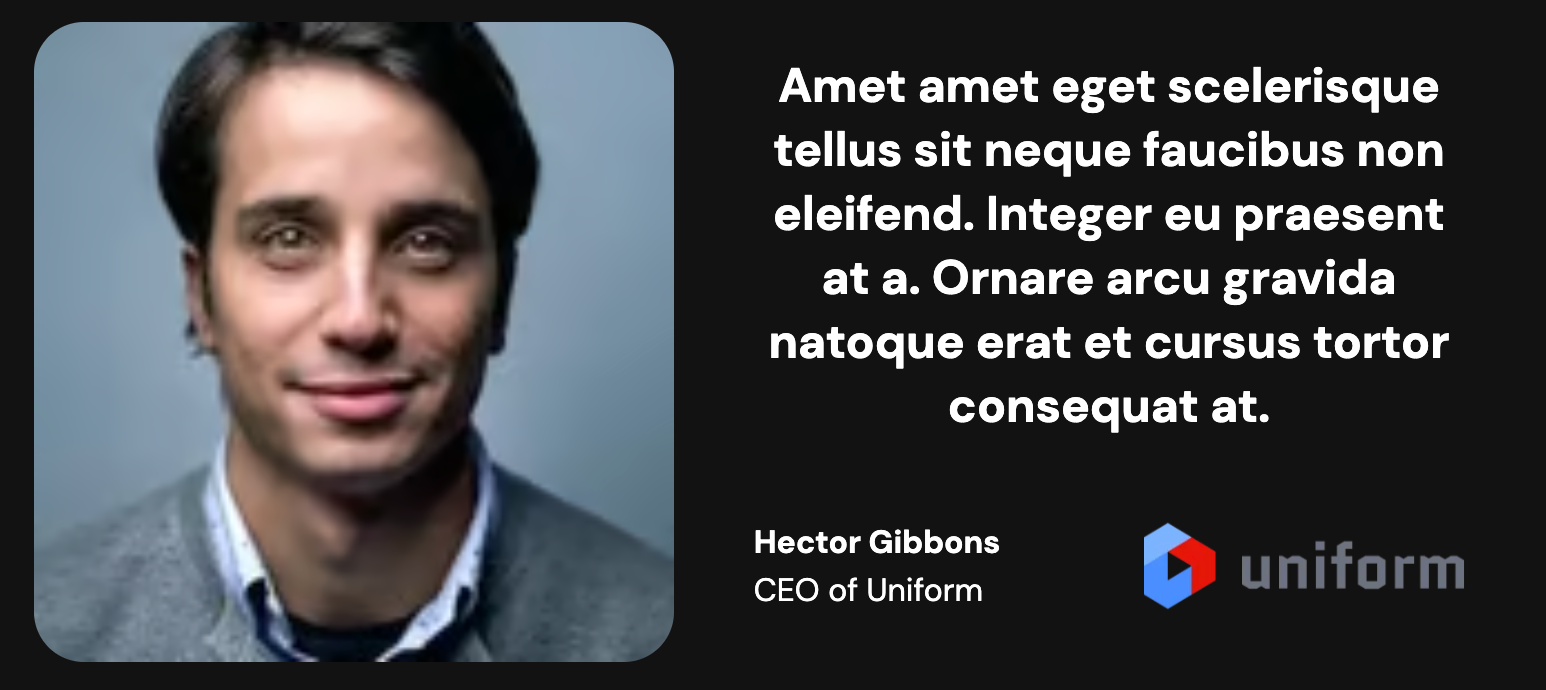 Amet amet eget scelerisque
tellus sit neque faucibus non
eleifend. Integer eu praesent
at a. Ornare arcu gravida
natoque erat et cursus tortor
consequat at.
Hector Gibbons
CEO of Uniform
uniform